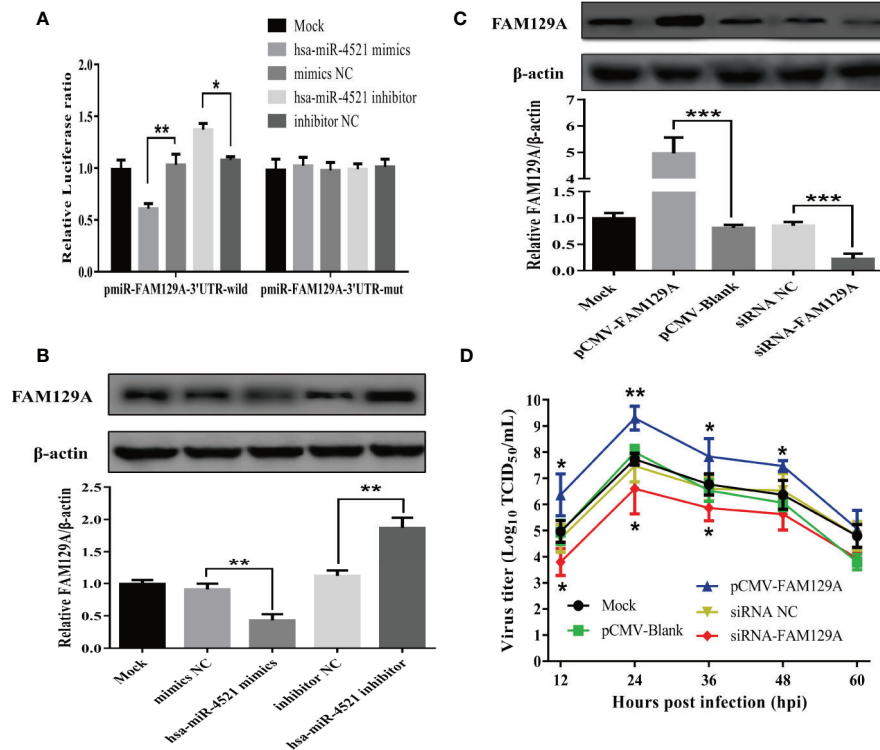 A
Mock
hsa-miR-4521 mimics
mimics NC
hsa-miR-4521 inhibitor
inhibitor NC
Relative Luciferase ratio
2.0
1.5
1.0
0.5
0.0
**
*
pmiR-FAM129A-3'UTR-wild
pmiR-FAM129A-3'UTR-mut
B
FAM129A
β-actin
Relative FAM129A/β-actin
2.5
2.0
1.5
1.0
0.5
0.0
**
**
Mock
mimics NC
hsa-miR-4521 mimics
inhibitor NC
hsa-miR-4521 inhibitor
C
FAM129A
β-actin
Relative FAM129A/β-actin
7
6
5
4
1.5
1.0
0.5
0.0
***
***
Mock
pCMV-FAM129A
pCMV-Blank
siRNA NC
siRNA-FAM129A
D
Virus titer (Log10 TCID50/mL)
10
9
8
7
6
5
4
3
2
1
0
*
**
*
*
*
*
*
Mock
pCMV-Blank
pCMV-FAM129A
siRNA NC
siRNA-FAM129A
12
24
36
48
60
Hours post infection (hpi)